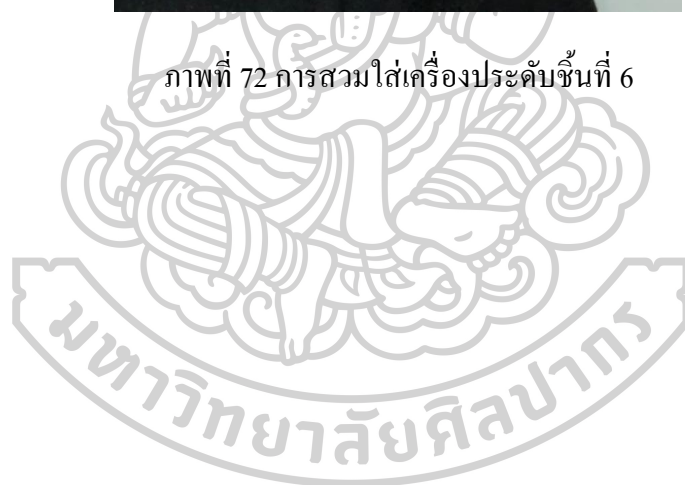 ภาพที่ 72 การสวมใส่เครื่องประดับชิ้นที่ 6
มหาวิทยาลัยศิลปากร